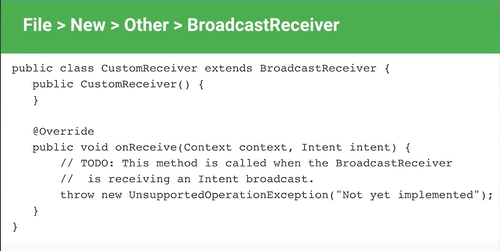 File > New > Other > BroadcastReceiver
public class CustomReceiver extends BroadcastReceiver {
   public CustomReceiver() {
   }

   @Override
   public void onReceive(Context context, Intent intent) {
       // TODO: This method is called when the BroadcastReceiver
       //  is receiving an Intent broadcast.
       throw new UnsupportedOperationException("Not yet implemented");
   }
}